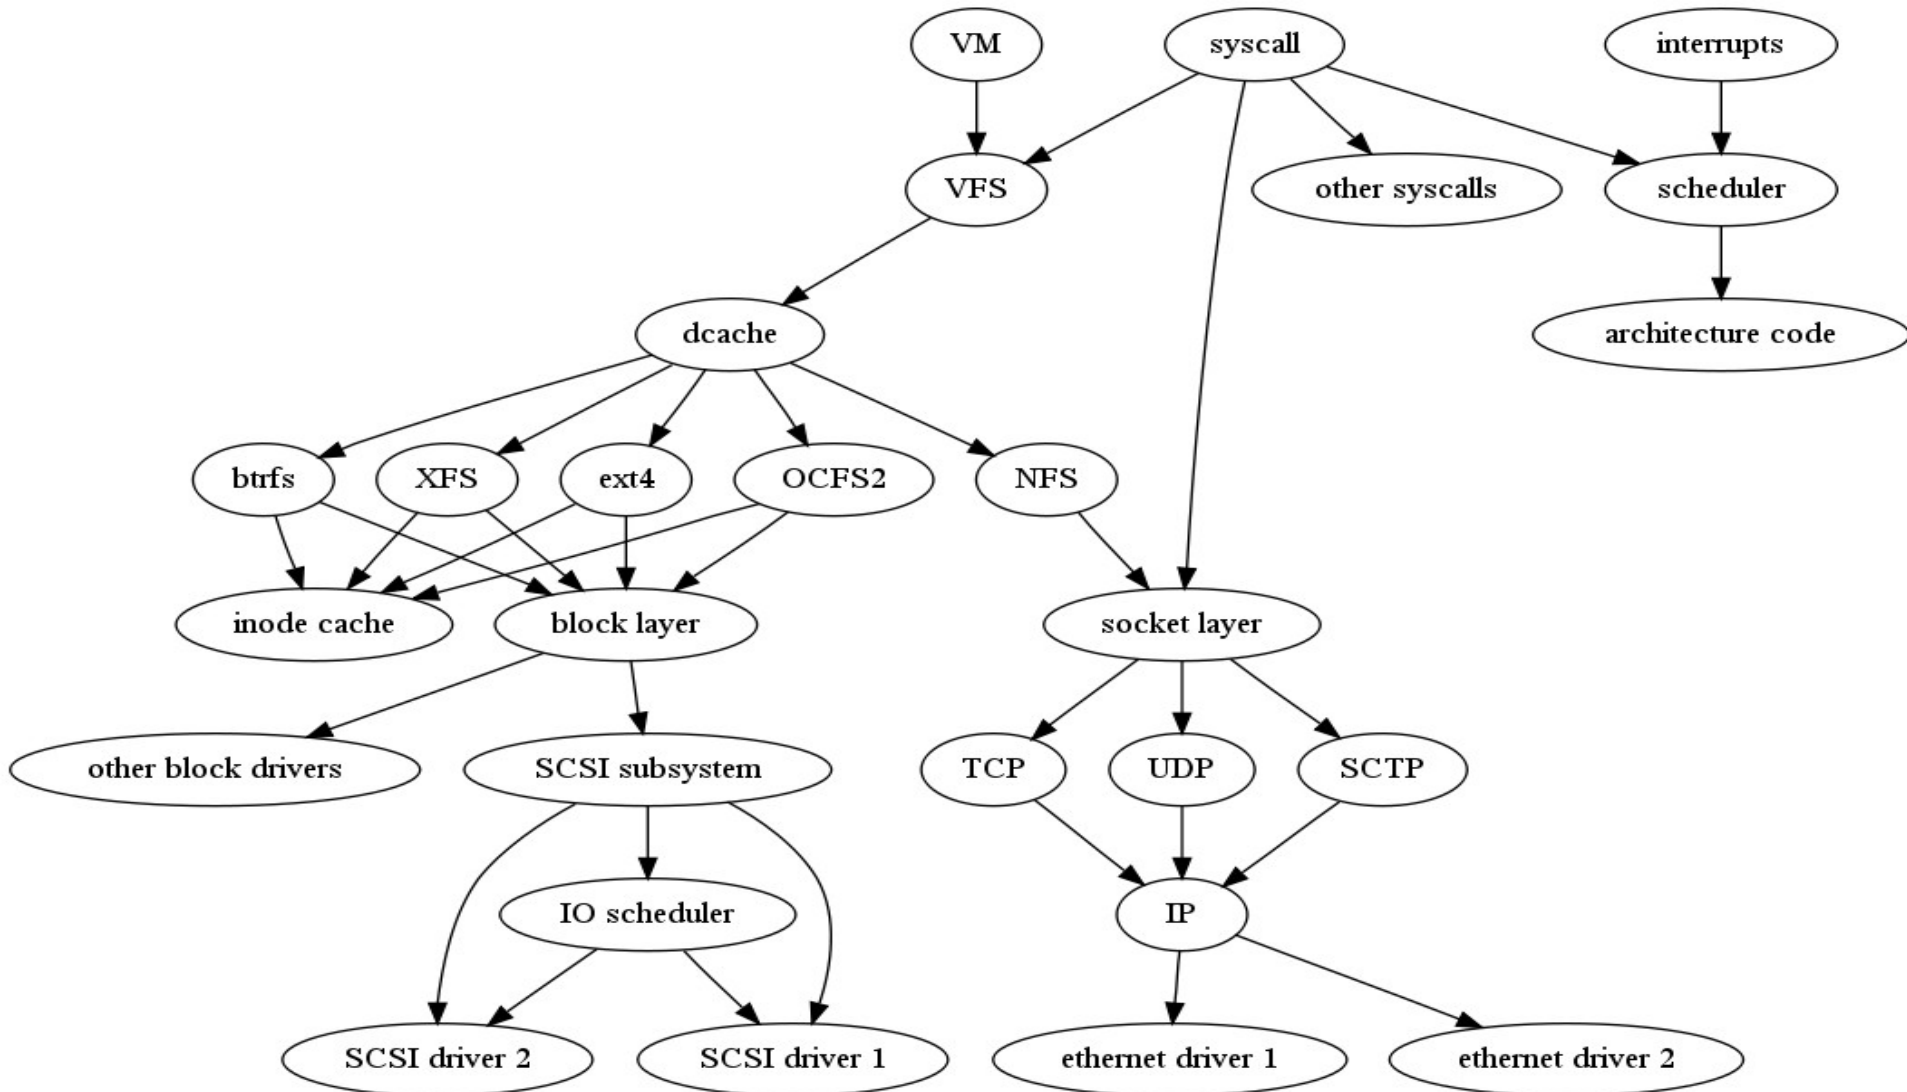 VM
syscall
interrupts
VFS
other syscalls
scheduler
dcache
architecture code
btrfs
XFS
ext4
OCFS2
NFS
inode cache
block layer
socket layer
other block drivers
SCSI subsystem
TCP
UDP
SCTP
IO scheduler
IP
SCSI driver 2
SCSI driver 1
ethernet driver 1
ethernet driver 2